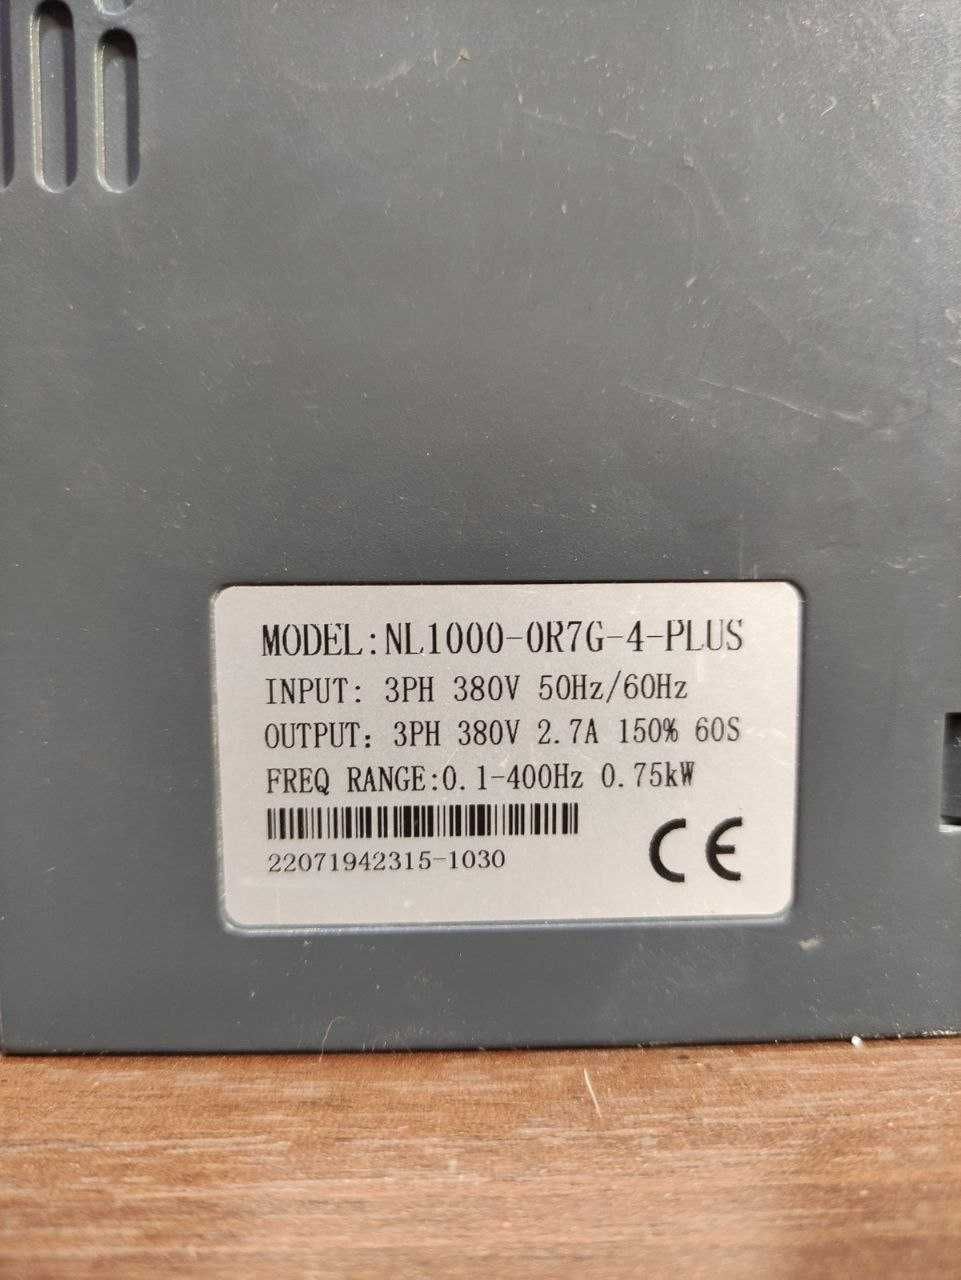 MODEL:NL1000-0R7G-4-PLUS
INPUT: 3PH 380V 50Hz/60Hz
OUTPUT: 3PH 380V 2.7A 150% 60S
FREQ RANGE:0.1-400Hz 0.75kW
22071942315-1030
CE